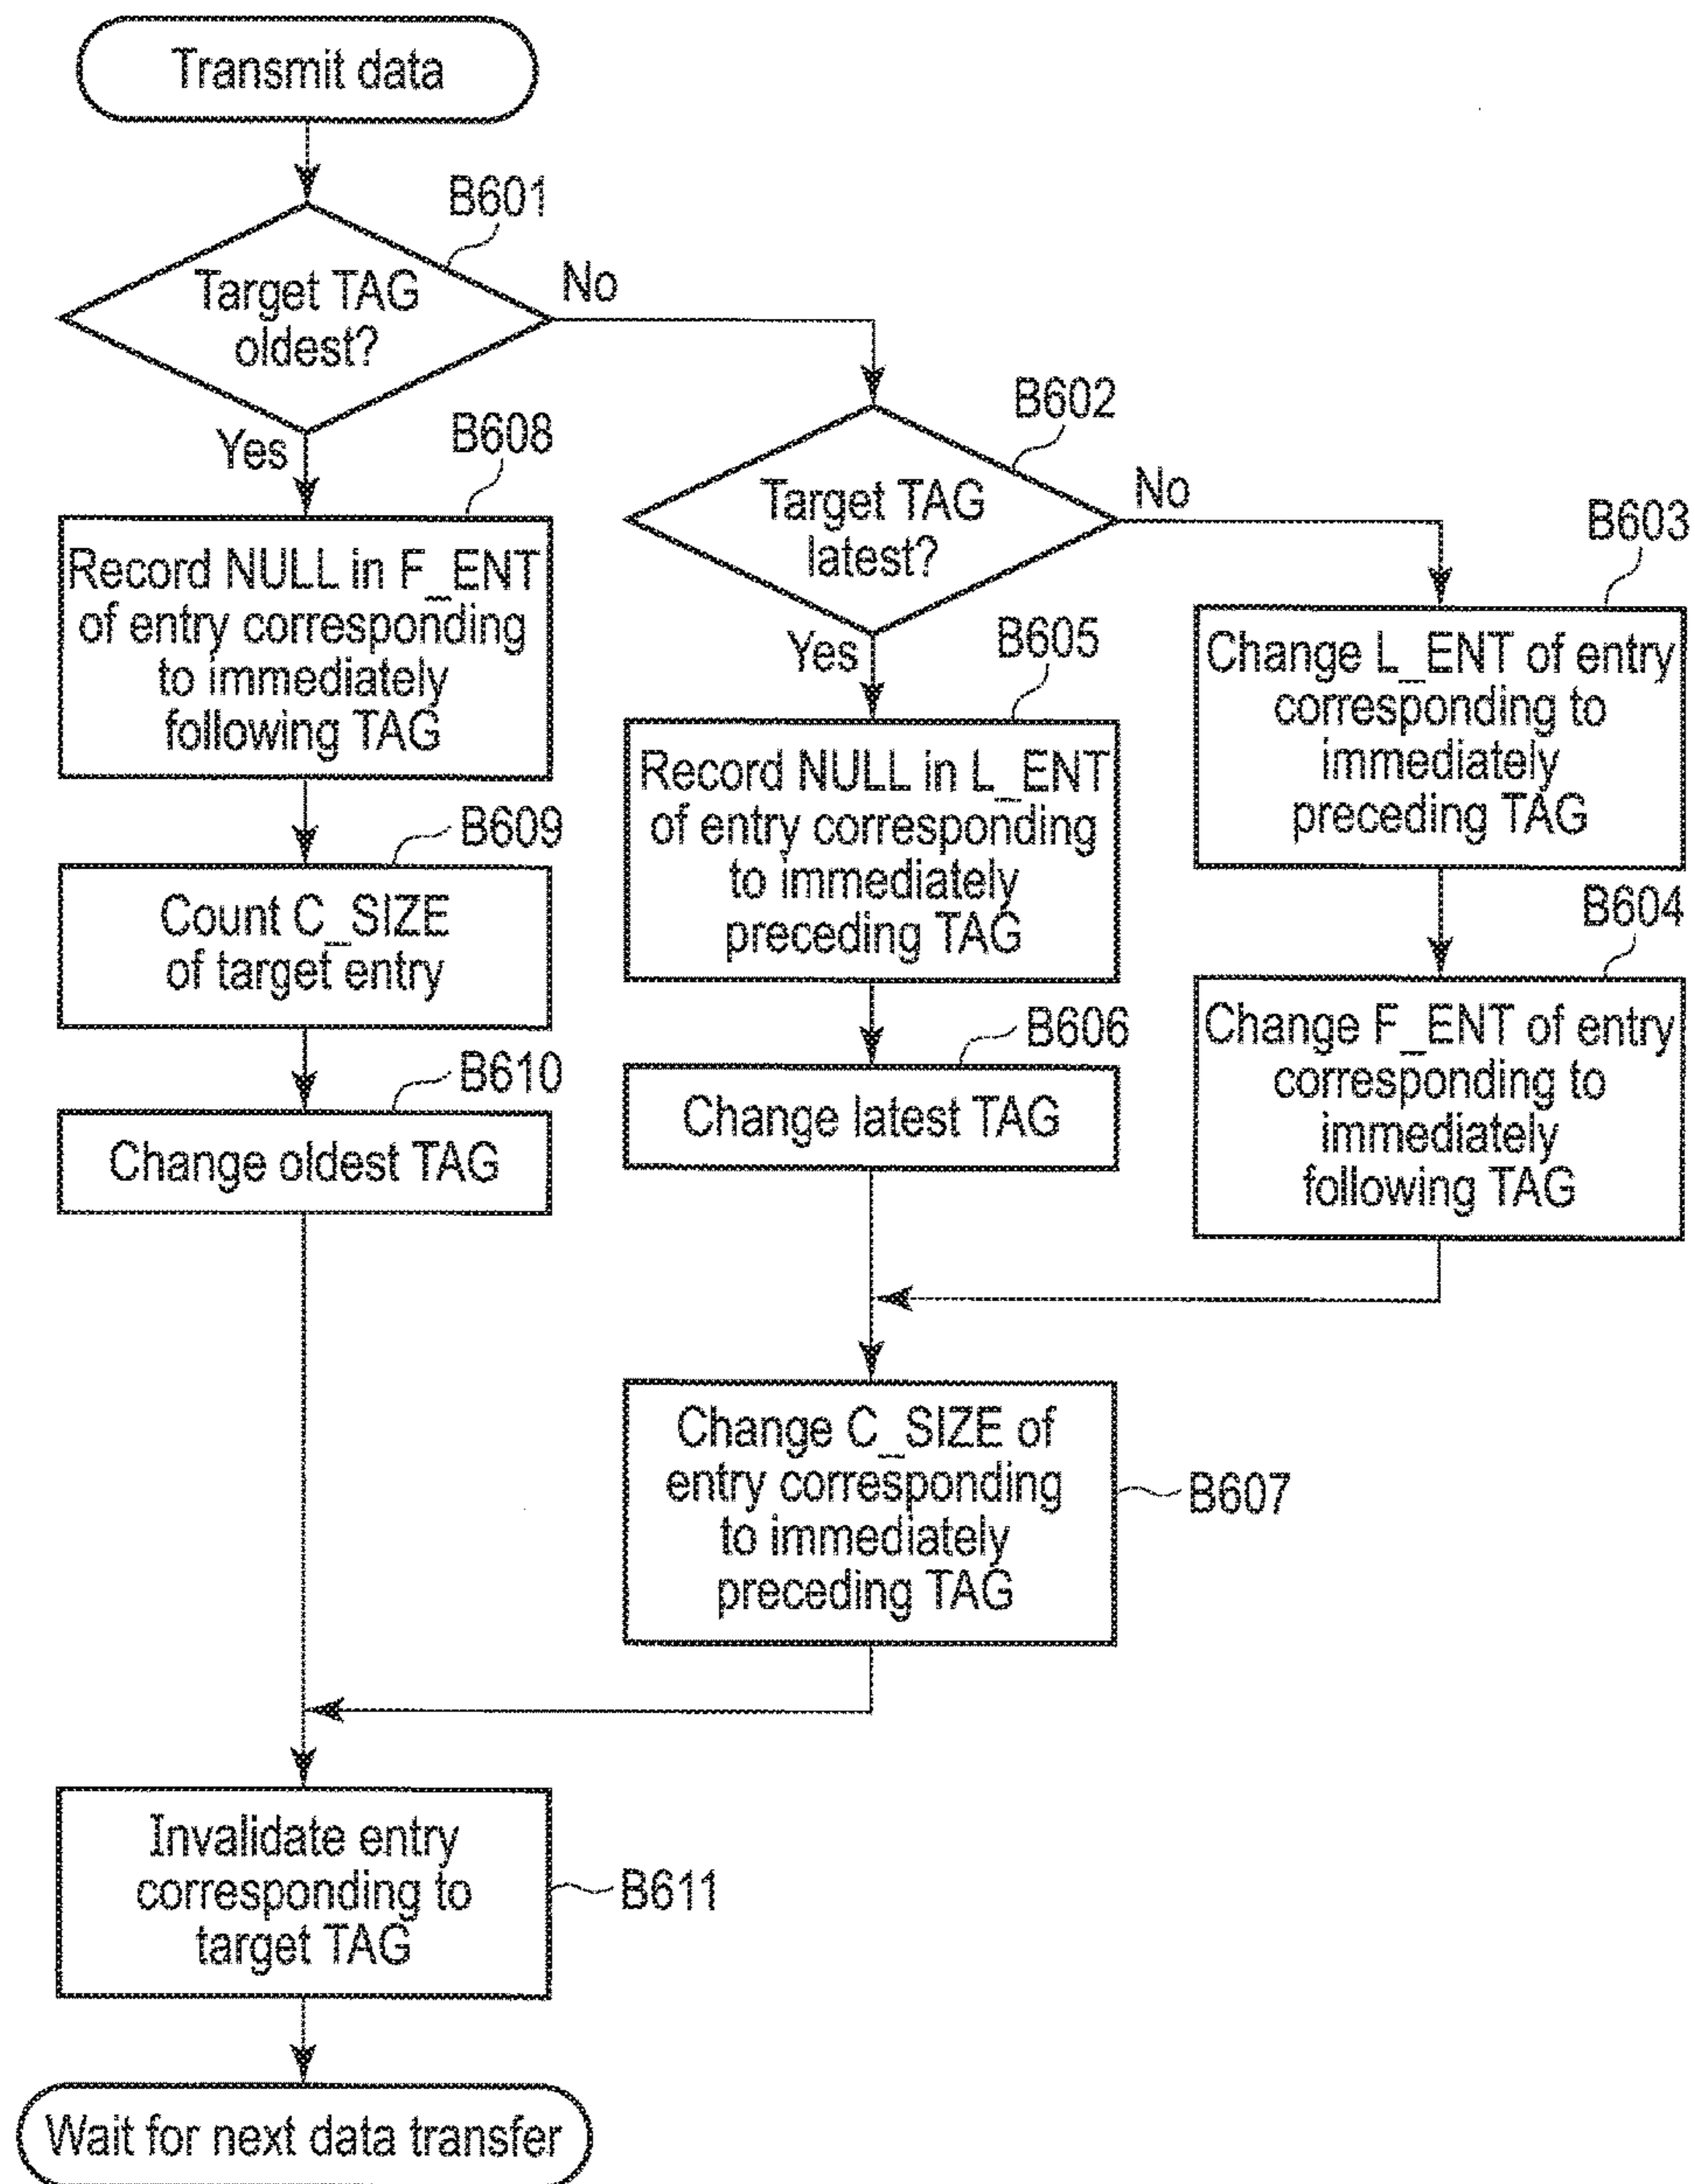 Transmit data
B601
Target TAG
oldest?
No
Yes
B602
Target TAG
latest?
No
Yes
B608
Record NULL in F_ENT
of entry corresponding
to immediately
following TAG
B609
Count C_SIZE
of target entry
B610
Change oldest TAG
B605
Record NULL in L_ENT
of entry corresponding
to immediately
preceding TAG
B606
Change latest TAG
B603
Change L_ENT of entry
corresponding to
immediately
preceding TAG
B604
Change F_ENT of entry
corresponding to
immediately
following TAG
Change C_SIZE of
entry corresponding
to immediately
preceding TAG
B607
Invalidate entry
corresponding to
target TAG
B611
Wait for next data transfer